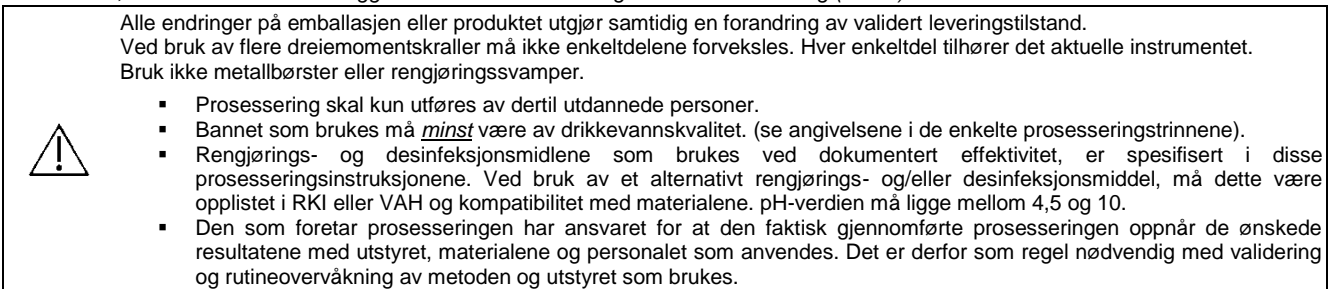 Alle endringer på emballasjen eller produktet utgjør samtidig en forandring av validert leveringstilstand.
Ved bruk av flere dreiemomentskraller må ikke enkeltdelene forveksles. Hver enkeltdel tilhører det aktuelle instrumentet.
Bruk ikke metallbørster eller rengjøringssvamper.
▪ Prosessering skal kun utføres av dertil utdannede personer.
▪ Bannet som brukes må minst være av drikkevannskvalitet. (se angivelsene i de enkelte prosesseringstrinnene).
▪ Rengjørings- og desinfeksjonsmidlene som brukes ved dokumentert effektivitet, er spesifisert i disse
prosesseringsinstruksjonene. Ved bruk av et alternativt rengjørings- og/eller desinfeksjonsmiddel, må dette være
opplistet i RKI eller VAH og kompatibilitet med materialene. pH-verdien må ligge mellom 4,5 og 10.
▪ Den som foretar prosesseringen har ansvaret for at den faktisk gjennomførte prosesseringen oppnår de ønskede
resultatene med utstyret, materialene og personalet som anvendes. Det er derfor som regel nødvendig med validering
og rutineovervåkning av metoden og utstyret som brukes.